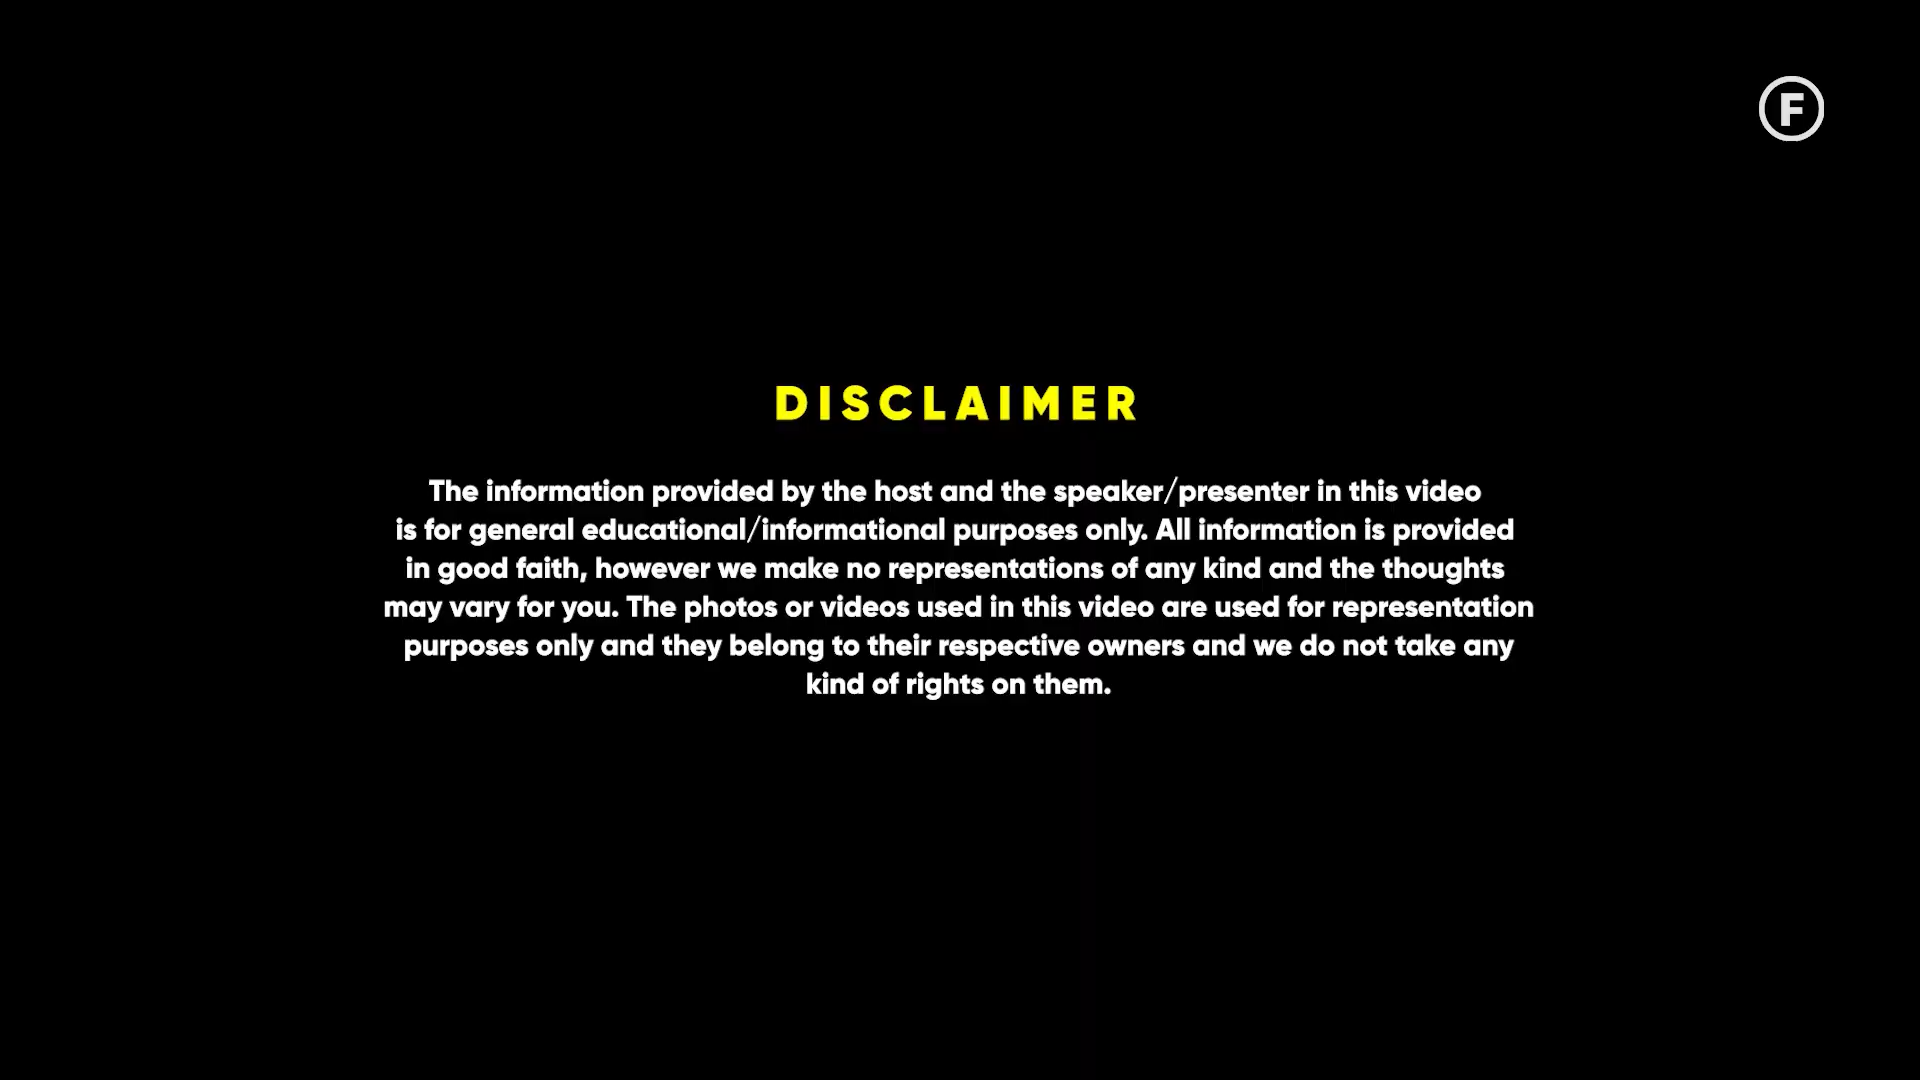 F
DISCLAIMER
The information provided by the host and the speaker/presenter in this video
is for general educational/informational purposes only. All information is provided
in good faith, however we make no representations of any kind and the thoughts
may vary for you. The photos or videos used in this video are used for representation
purposes only and they belong to their respective owners and we do not take any
kind of rights on them.